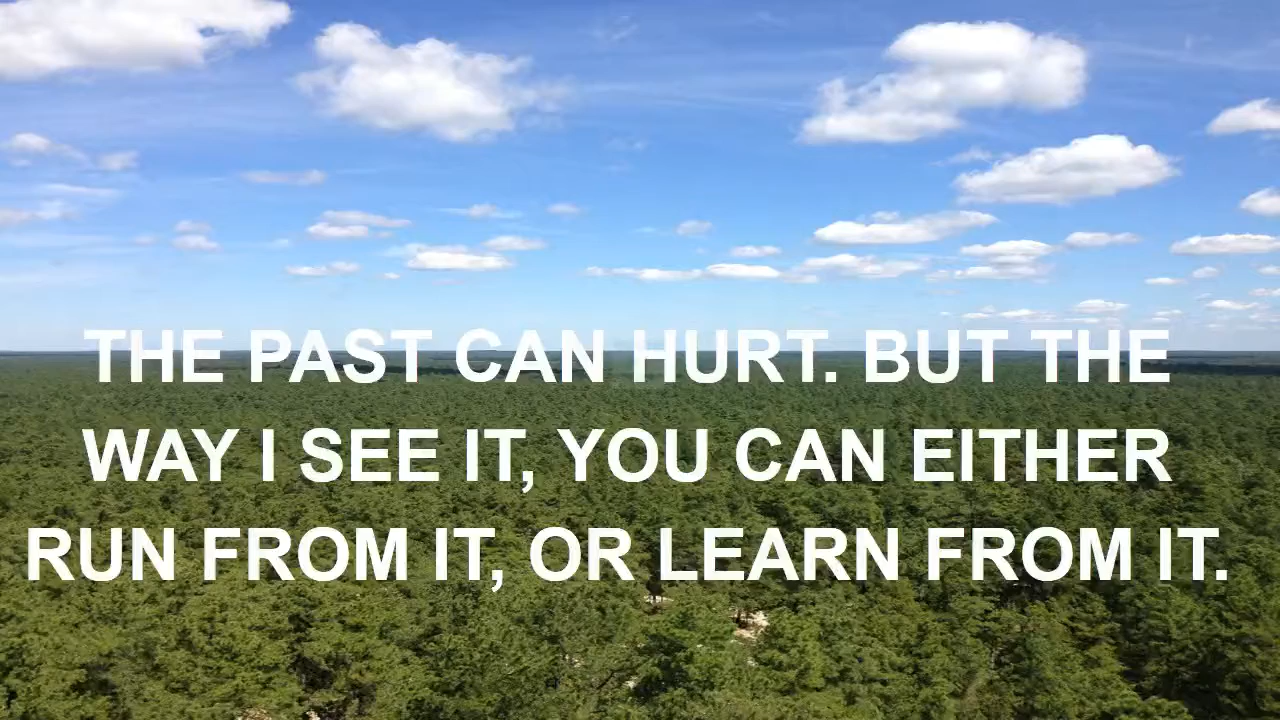 THE PAST CAN HURT. BUT THE
WAY I SEE IT, YOU CAN EITHER
RUN FROM IT, OR LEARN FROM IT.